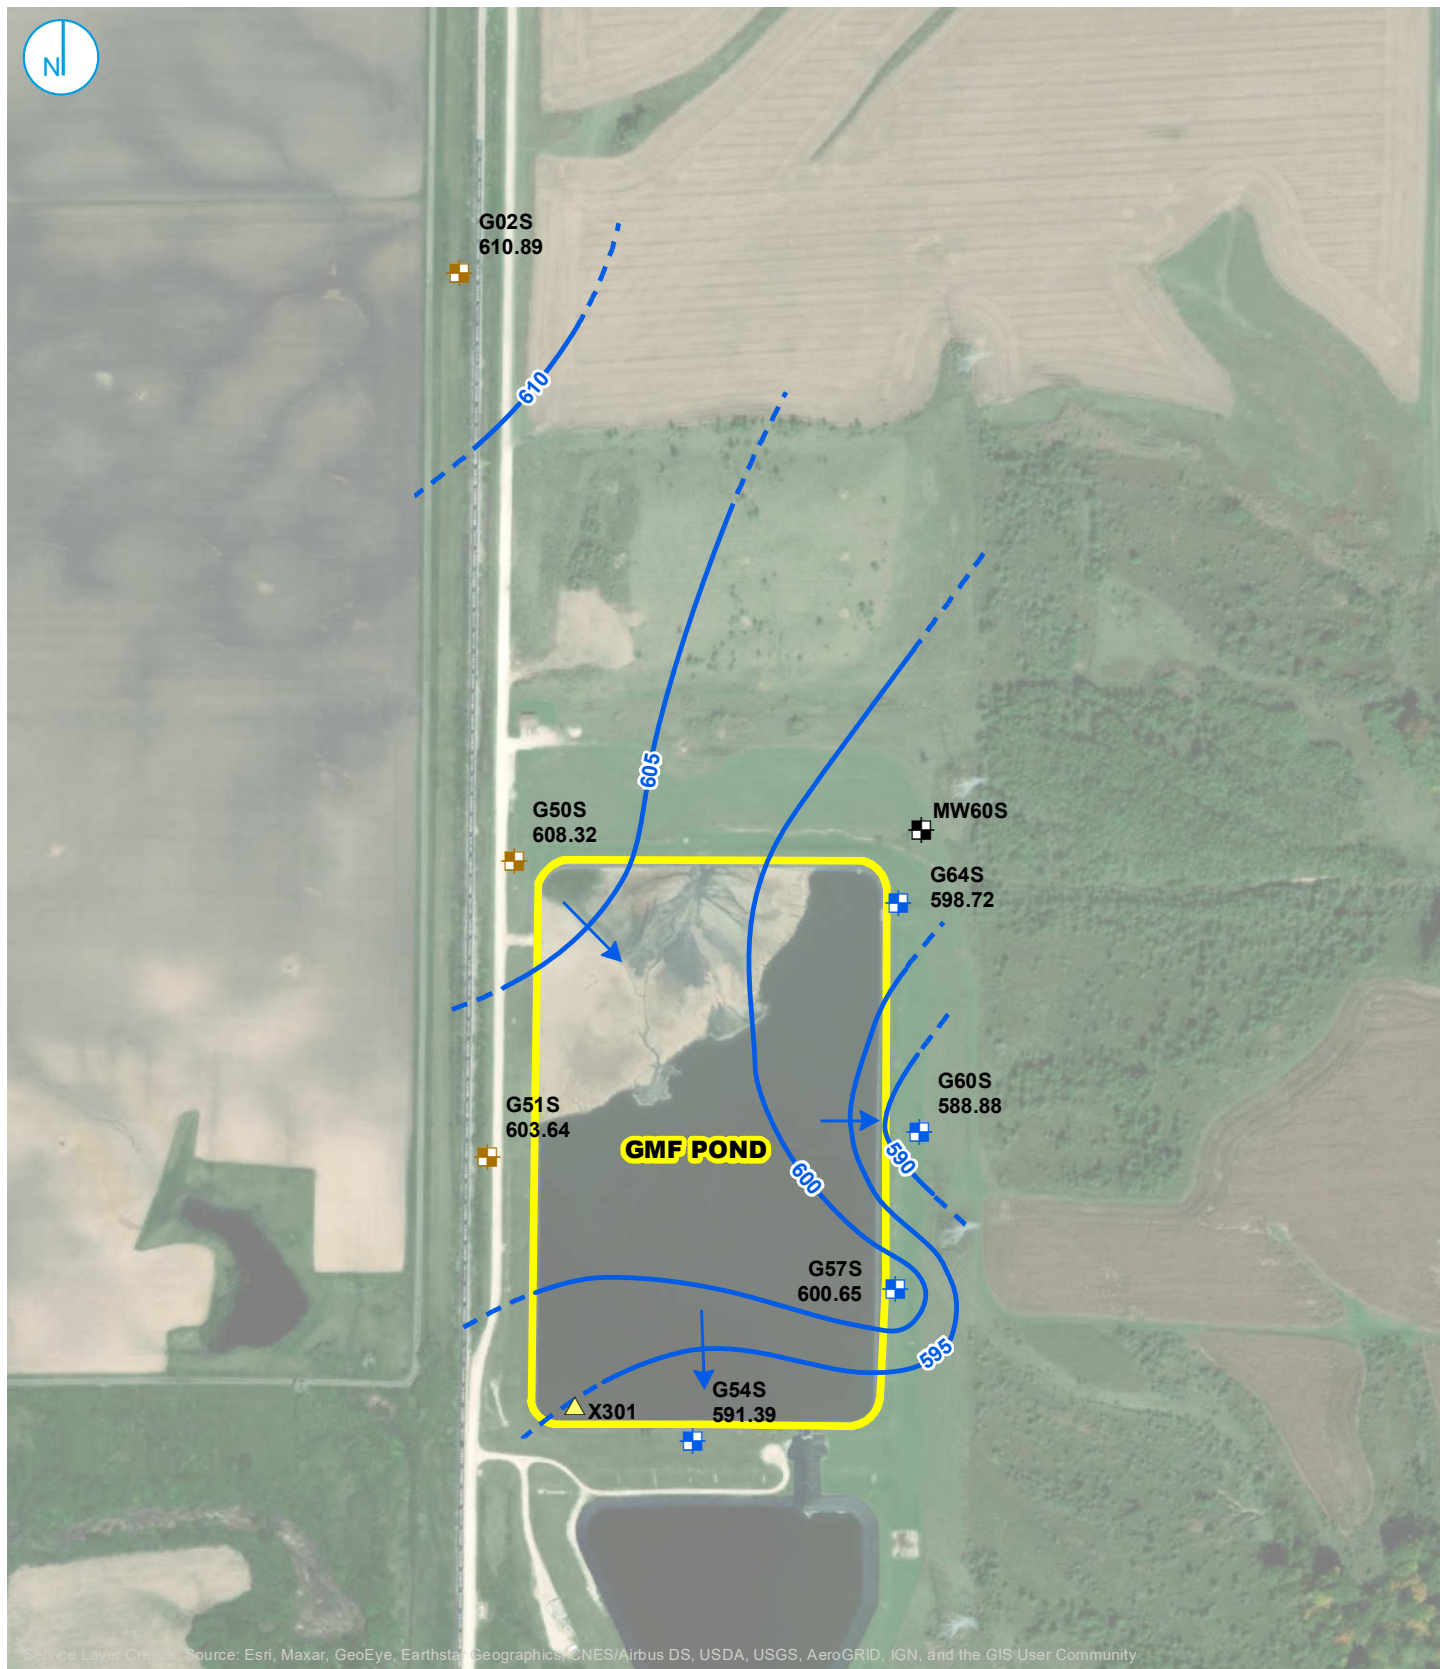 N
G02S
610.89
610
605
G50S
608.32
MW60S
G64S
598.72
G60S
588.88
G51S
603.64
GMF POND
590
600
G57S
600.65
595
G54S
591.39
X301
Service Layer Credits: Source: Esri, Maxar, GeoEye, Earthstar Geographics, CNES/Airbus DS, USDA, USGS, AeroGRID, IGN, and the GIS User Community